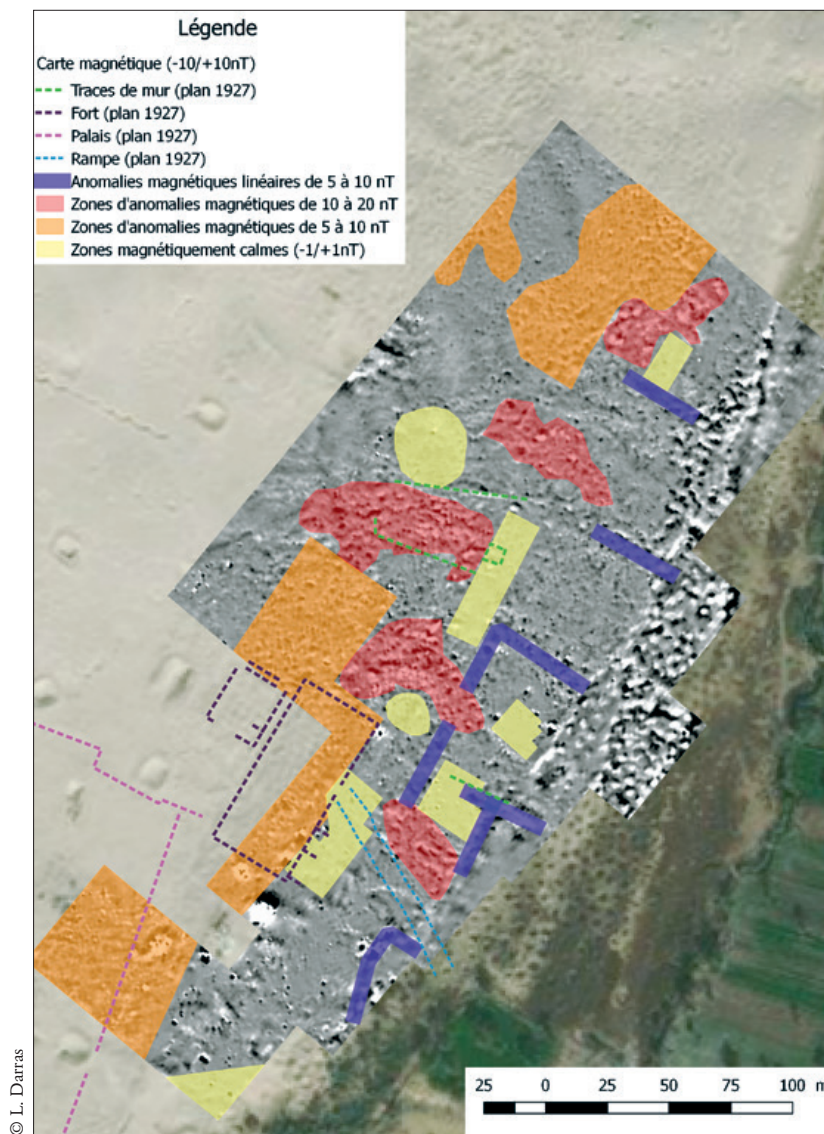 Légende
Carte magnétique (-10/+10nT)
Traces de mur (plan 1927)
Fort (plan 1927)
Palais (plan 1927)
Rampe (plan 1927)
Anomalies magnétiques linéaires de 5 à 10 nT
Zones d'anomalies magnétiques de 10 à 20 nT
Zones d'anomalies magnétiques de 5 à 10 nT
Zones magnétiquement calmes (-1/+1nT)
25 0 25 50 75 100 m
© L. Darras